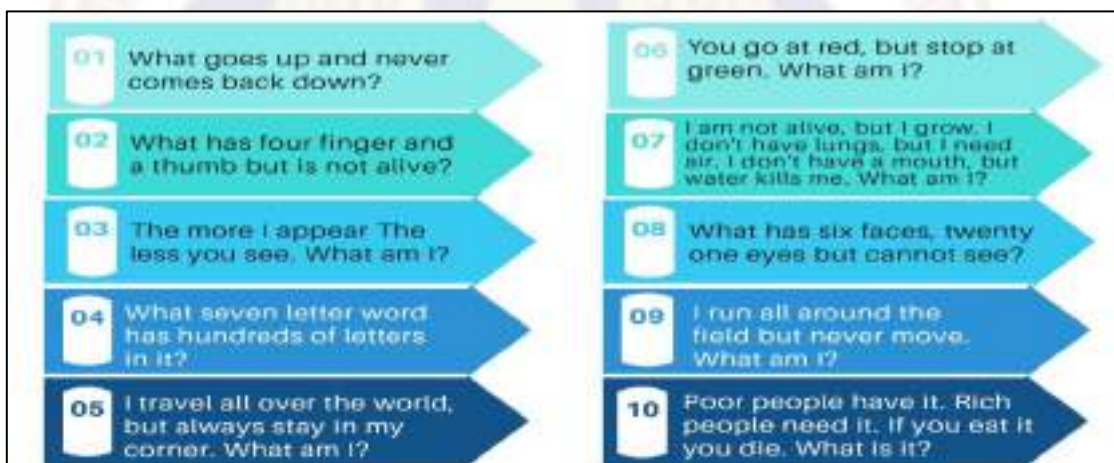 01
What goes up and never
comes back down?
02
What has four finger and
a thumb but is not alive?
03
The more I appear The
less you see. What am I?
04
What seven letter word
has hundreds of letters
in it?
05
I travel all over the world,
but always stay in my
corner. What am I?
06
You go at red, but stop at
green. What am I?
07
I am not alive, but I grow. I
don't have lungs, but I need
air. I don't have a mouth, but
water kills me. What am I?
08
What has six faces, twenty
one eyes but cannot see?
09
I run all around the
field but never move.
What am I?
10
Poor people have it. Rich
people need it. If you eat it
you die. What is it?